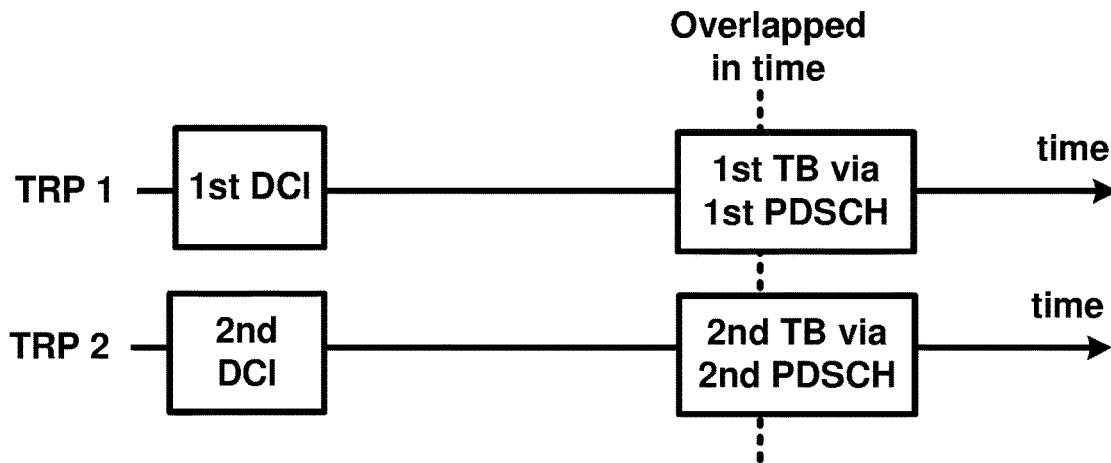 Overlapped
in time
TRP 1
1st DCI
1st TB via
1st PDSCH
time
TRP 2
2nd
DCI
2nd TB via
2nd PDSCH
time